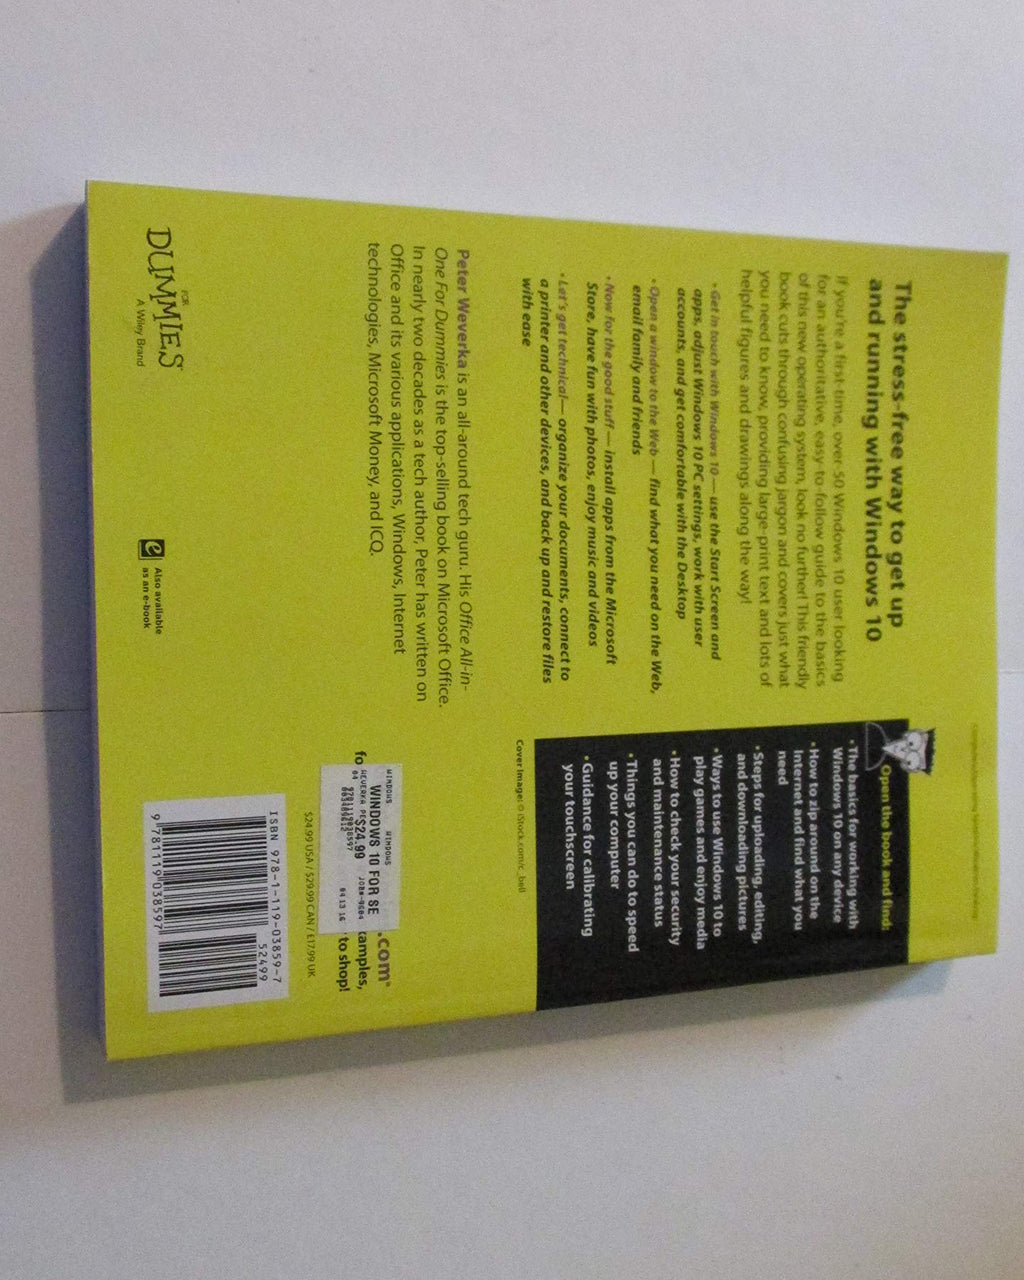 The stress-free way to get up
and running with Windows 10
If you're a first-time, over-50 Windows 10 user looking
for an authoritative, easy-to-follow guide to the basics
of this new operating system, look no further! This friendly
book cuts through confusing jargon and covers just what
you need to know, providing large-print text and lots of
helpful figures and drawings along the way!
• Get in touch with Windows 10 — use the Start Screen and
apps, adjust Windows 10 PC settings, work with user
accounts, and get comfortable with the Desktop
• Open a window to the Web — find what you need on the Web,
email family and friends
• Now for the good stuff — install apps from the Microsoft
Store, have fun with photos, enjoy music and videos
• Let's get technical— organize your documents, connect to
a printer and other devices, and back up and restore files
with ease
Peter Weverka is an all-around tech guru. His Office All-in-
One For Dummies is the top-selling book on Microsoft Office.
In nearly two decades as a tech author, Peter has written on
Office and its various applications, Windows, Internet
technologies, Microsoft Money, and ICQ.
FOR
DUMMIES
A Wiley Brand
Also available
as an e-book
Open the book and find:
• The basics for working with
Windows 10 on any device
• How to zip around on the
Internet and find what you
need
• Steps for uploading, editing,
and downloading pictures
• Ways to use Windows 10 to
play games and enjoy media
• How to check your security
and maintenance status
• Things you can do to speed
up your computer
• Guidance for calibrating
your touchscreen
Cover Image: © iStock.com/c_bell
.com®
fo
amples,
to shop!
WINDOWS WINDOWS
WINDOWS 10 FOR SE
WEVERKA PE $24.99
04 9781119038597
04 13 16
$24.99 USA / $29.99 CAN / £17.99 UK
ISBN 978-1-119-03859-7
52499
9 781119 038597